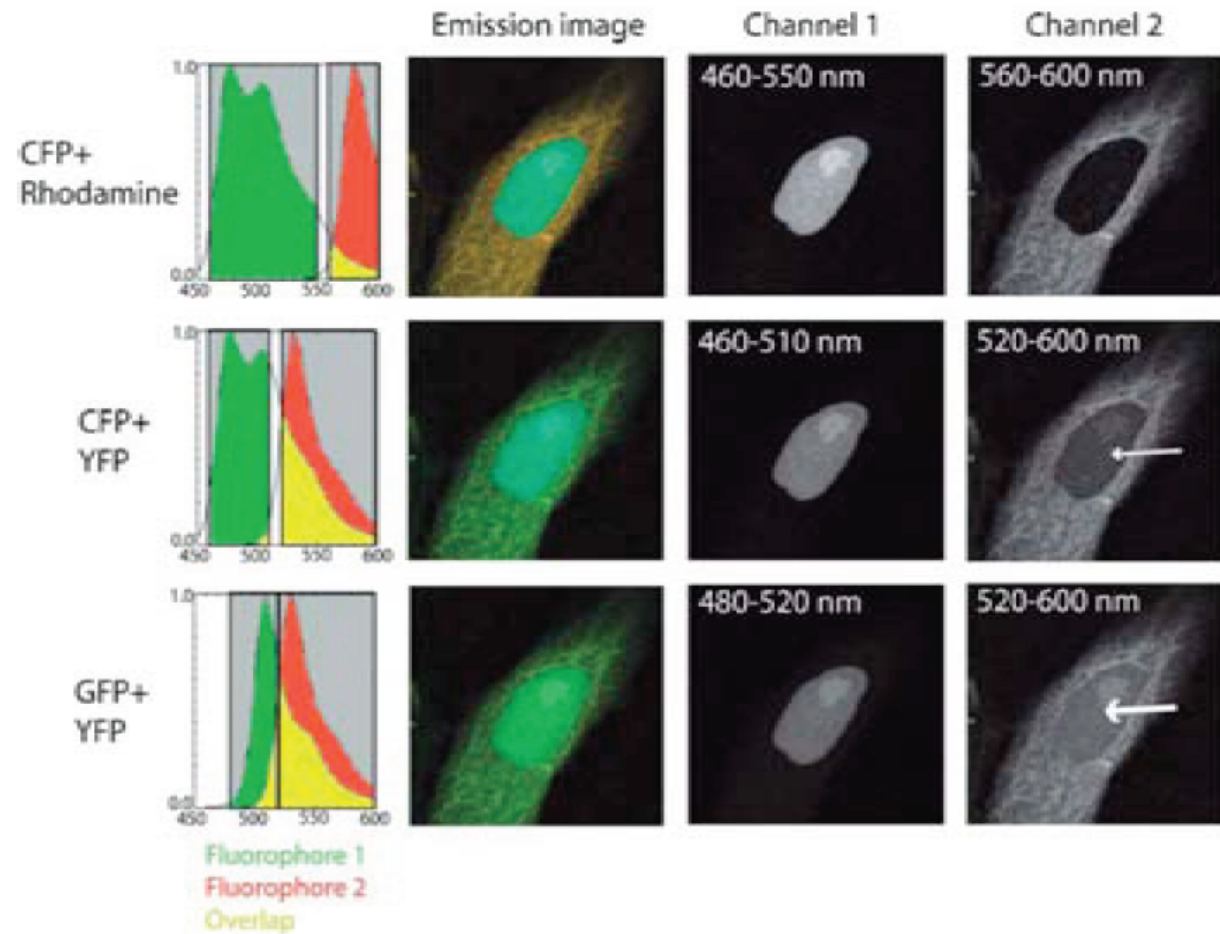 Emission image Channel 1 Channel 2
CFP+
Rhodamine
1.0
0.0
450 500 550 600
460-550 nm
560-600 nm
CFP+
YFP
1.0
0.0
450 500 550 600
460-510 nm
520-600 nm
GFP+
YFP
1.0
0.0
450 500 550 600
480-520 nm
520-600 nm
Fluorophore 1
Fluorophore 2
Overlap